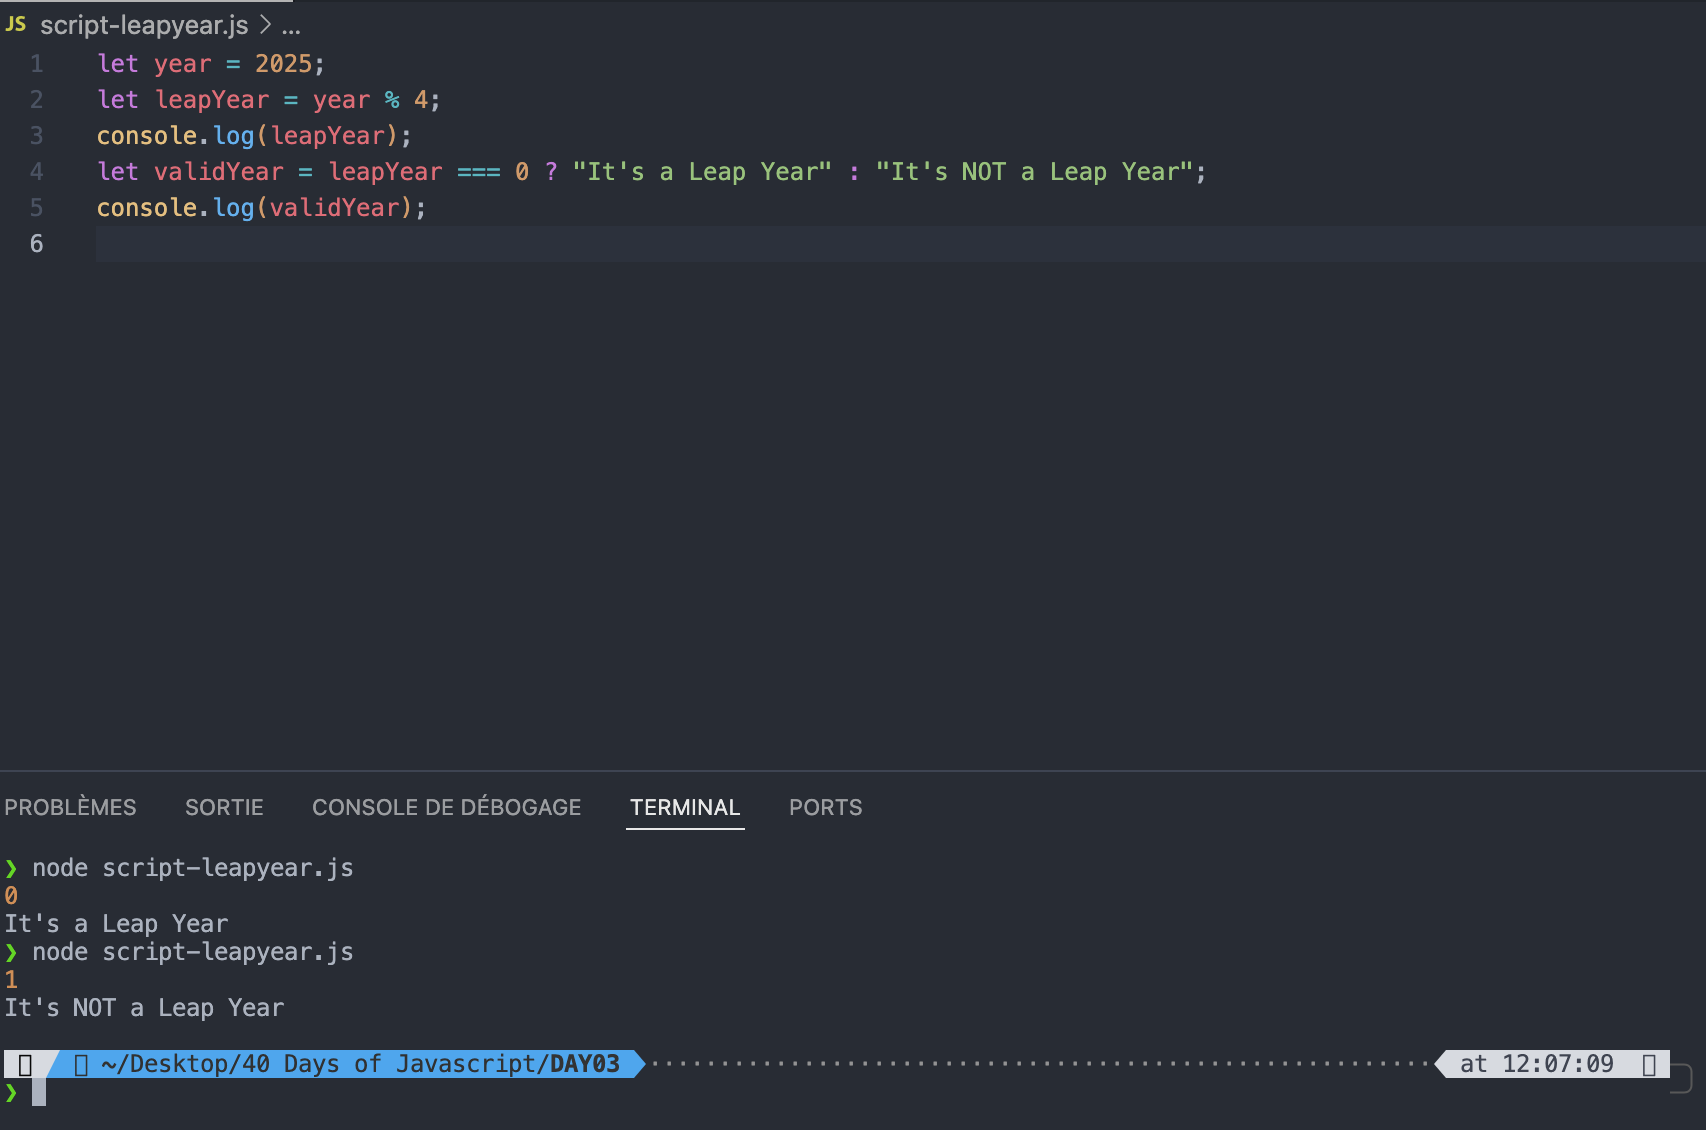 JS script-leapyear.js > ...
1 let year = 2025;
2 let leapYear = year % 4;
3 console.log(leapYear);
4 let validYear = leapYear === 0 ? "It's a Leap Year" : "It's NOT a Leap Year";
5 console.log(validYear);
6
PROBLÈMES SORTIE CONSOLE DE DÉBOGAGE TERMINAL PORTS
❯ node script-leapyear.js
0
It's a Leap Year
❯ node script-leapyear.js
1
It's NOT a Leap Year
~/Desktop/40 Days of Javascript/DAY03 at 12:07:09
❯